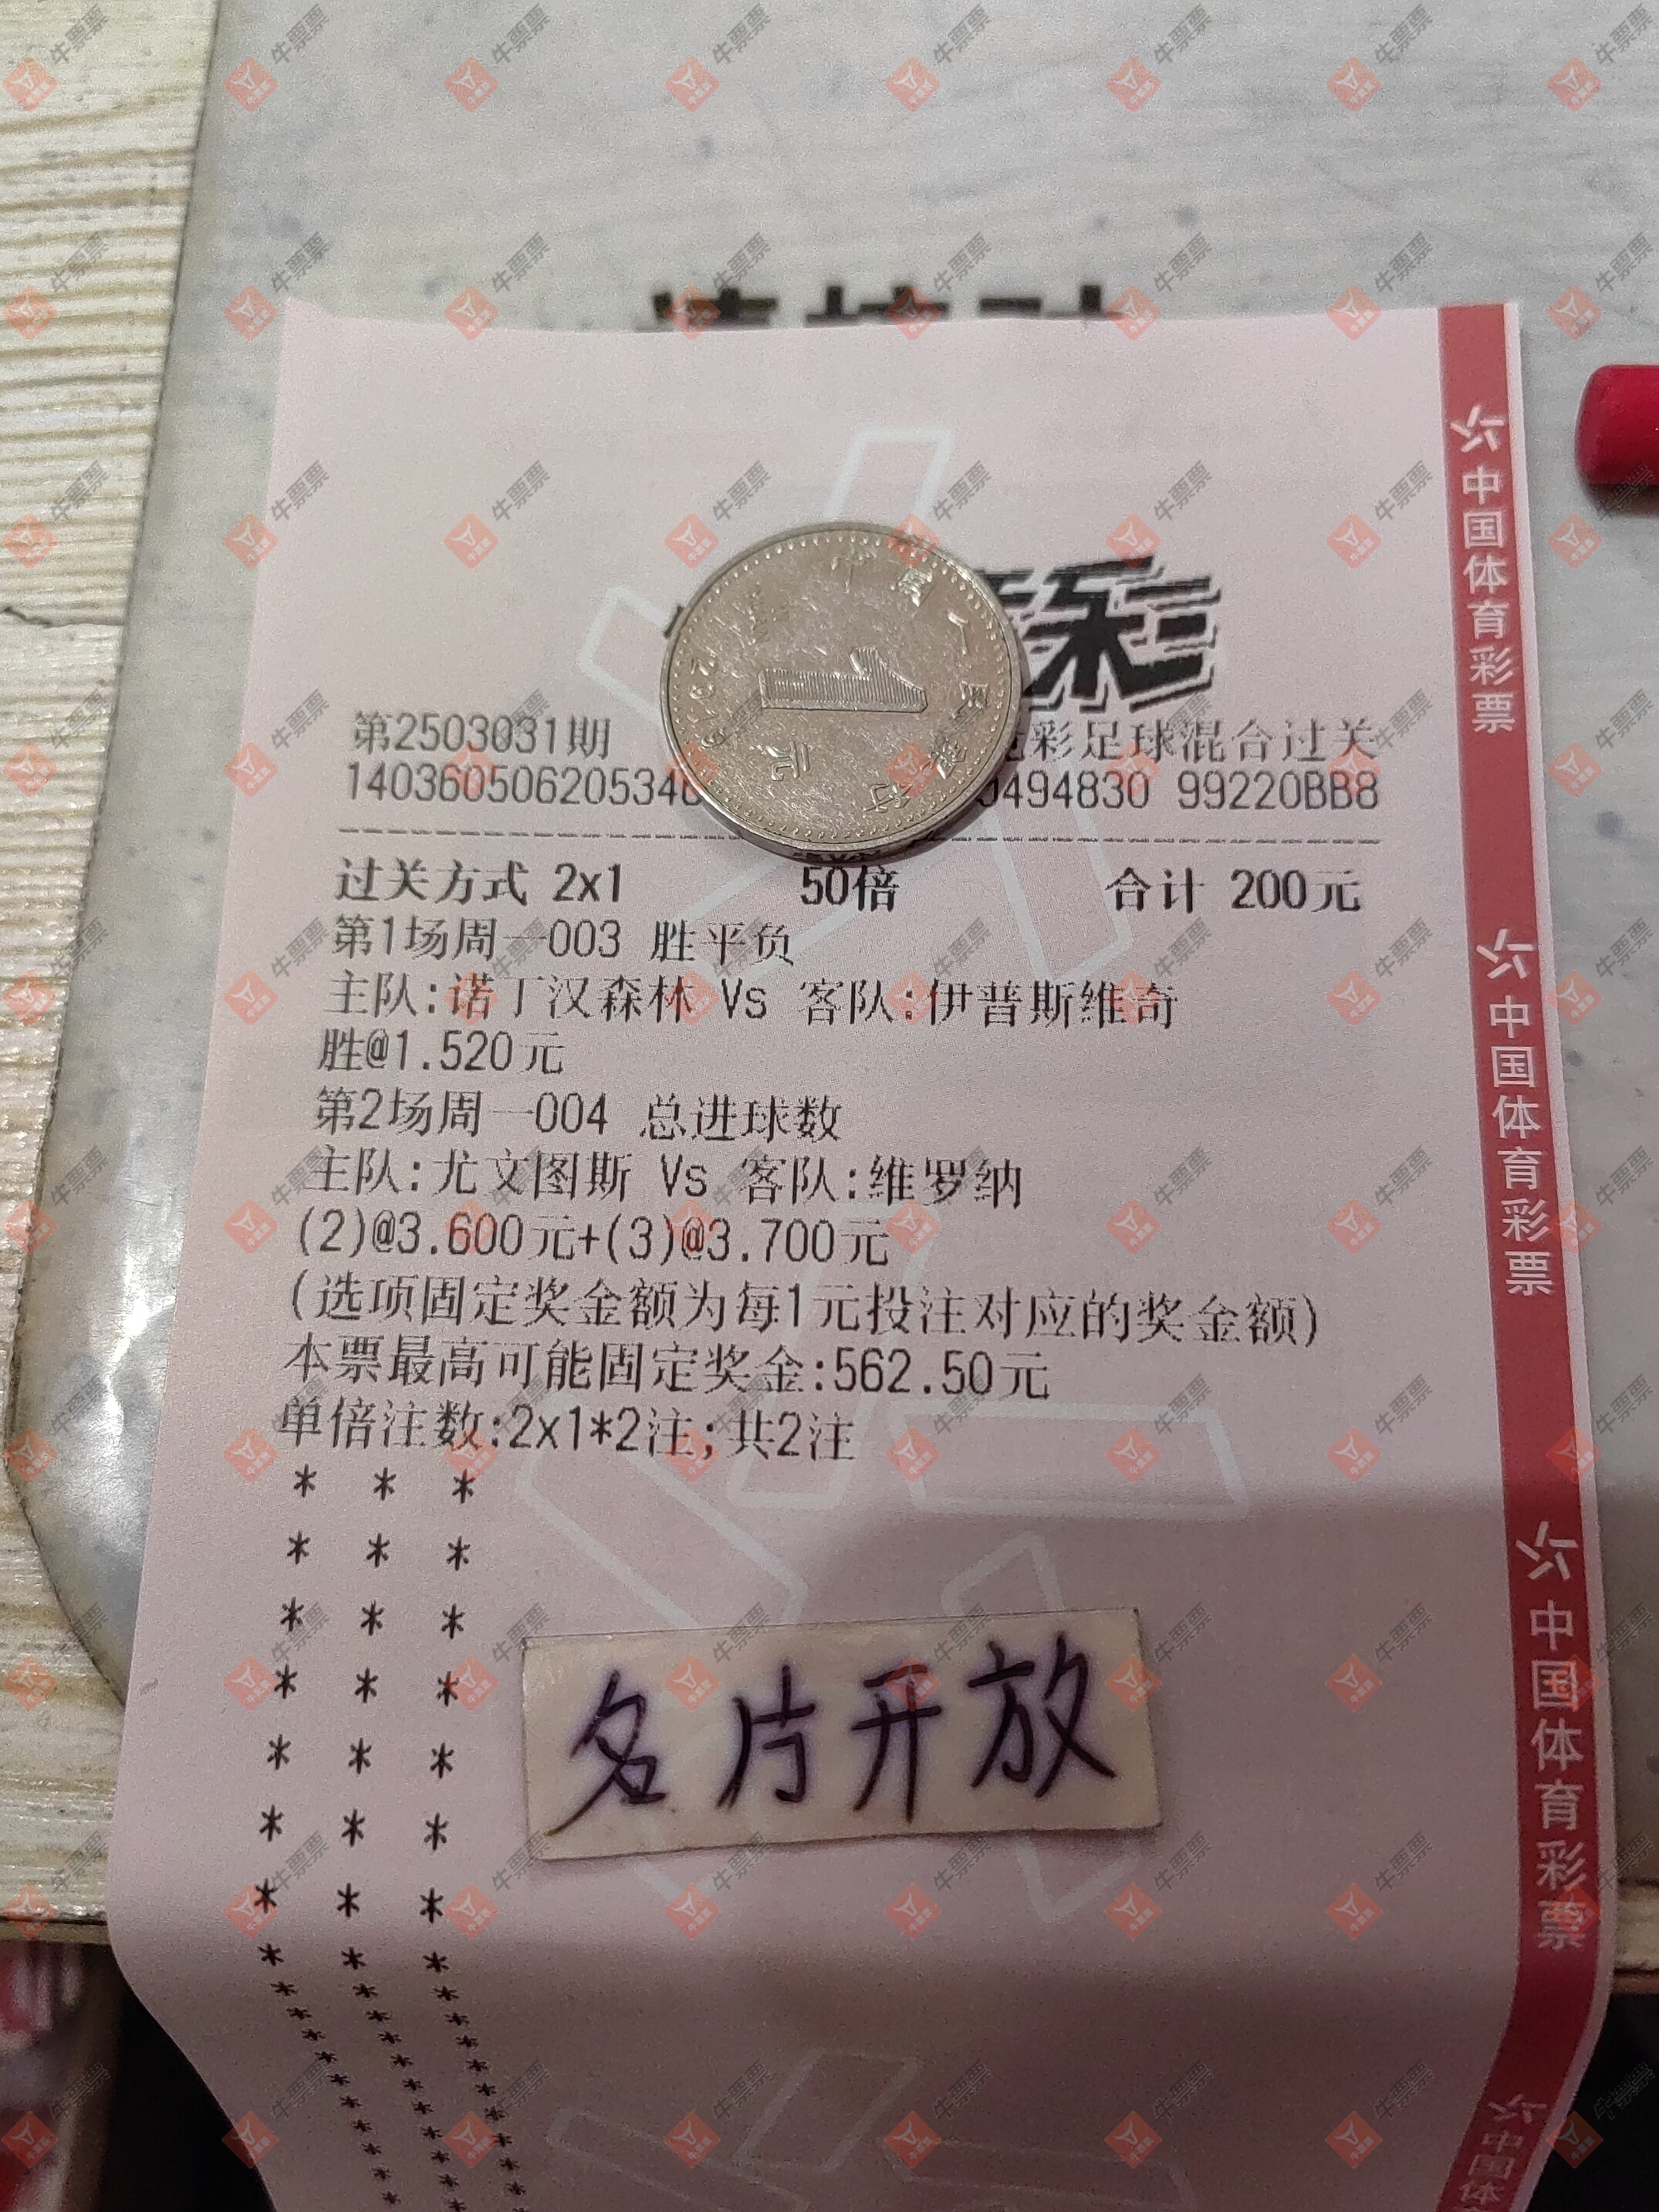 彩
第2503031期 彩足球混合过关
1403605062053 494830 99220BB8
过关方式 2x1 50倍 合计 200元
第1场周一003 胜平负
主队:诺丁汉森林 Vs 客队:伊普斯维奇
胜@1.520元
第2场周一004 总进球数
主队:尤文图斯 Vs 客队:维罗纳
(2)@3.600元+(3)@3.700元
(选项固定奖金额为每1元投注对应的奖金额)
本票最高可能固定奖金:562.50元
单倍注数:2x1*2注;共2注
名片开放
中国体育彩票
中国体育彩票
中国体育彩票
中国体
1
元
牛票票